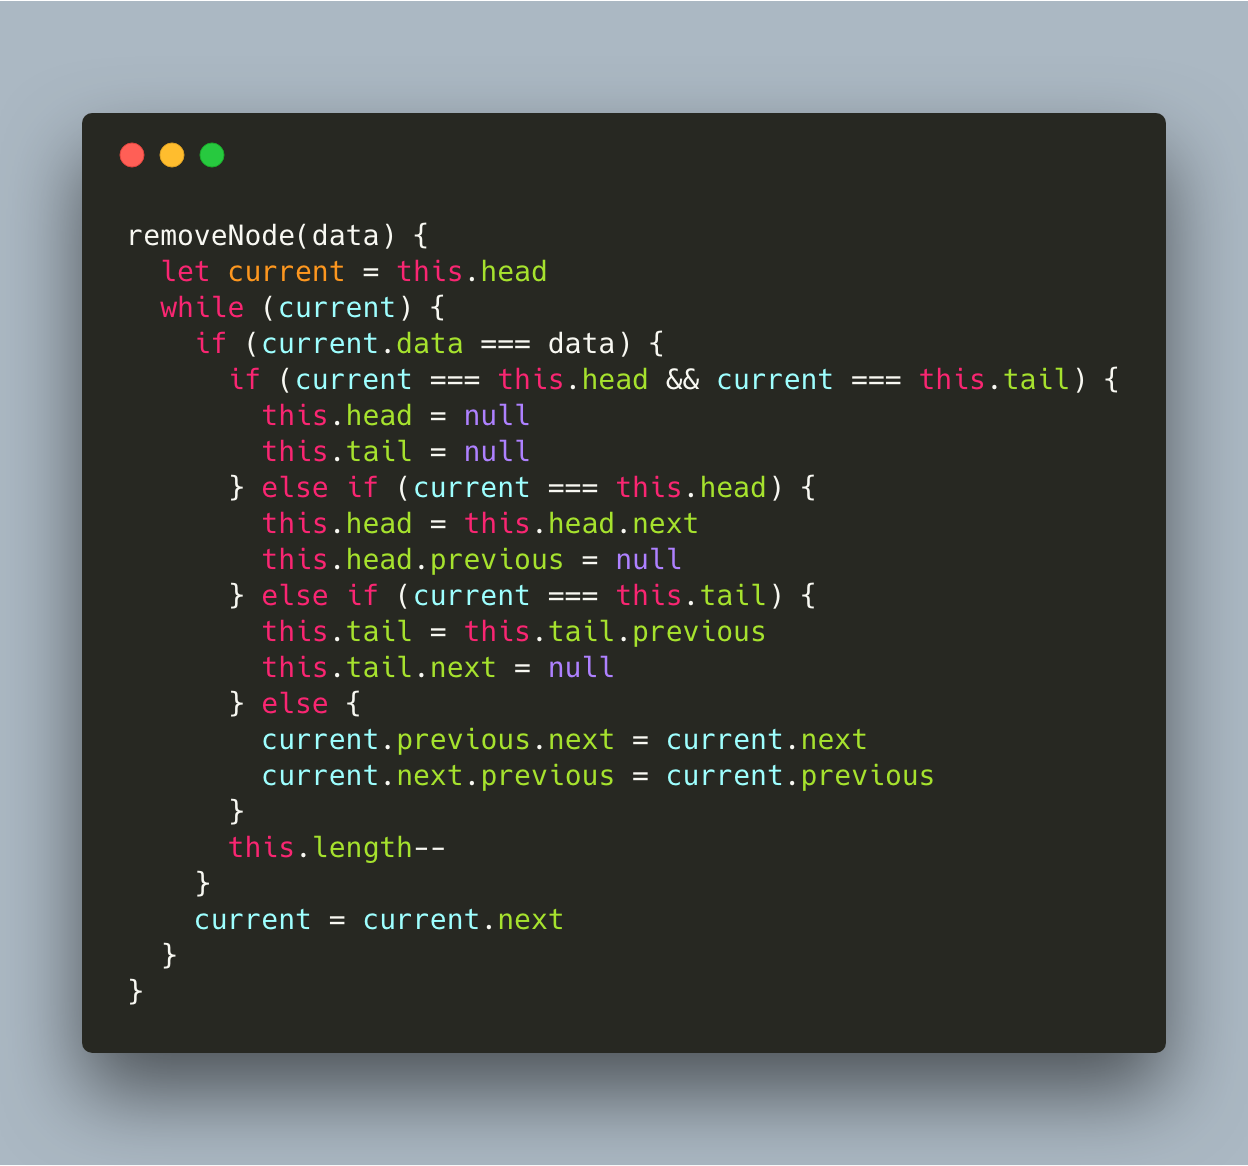 removeNode(data) {
  let current = this.head
  while (current) {
    if (current.data === data) {
      if (current === this.head && current === this.tail) {
        this.head = null
        this.tail = null
      } else if (current === this.head) {
        this.head = this.head.next
        this.head.previous = null
      } else if (current === this.tail) {
        this.tail = this.tail.previous
        this.tail.next = null
      } else {
        current.previous.next = current.next
        current.next.previous = current.previous
      }
      this.length--
    }
    current = current.next
  }
}